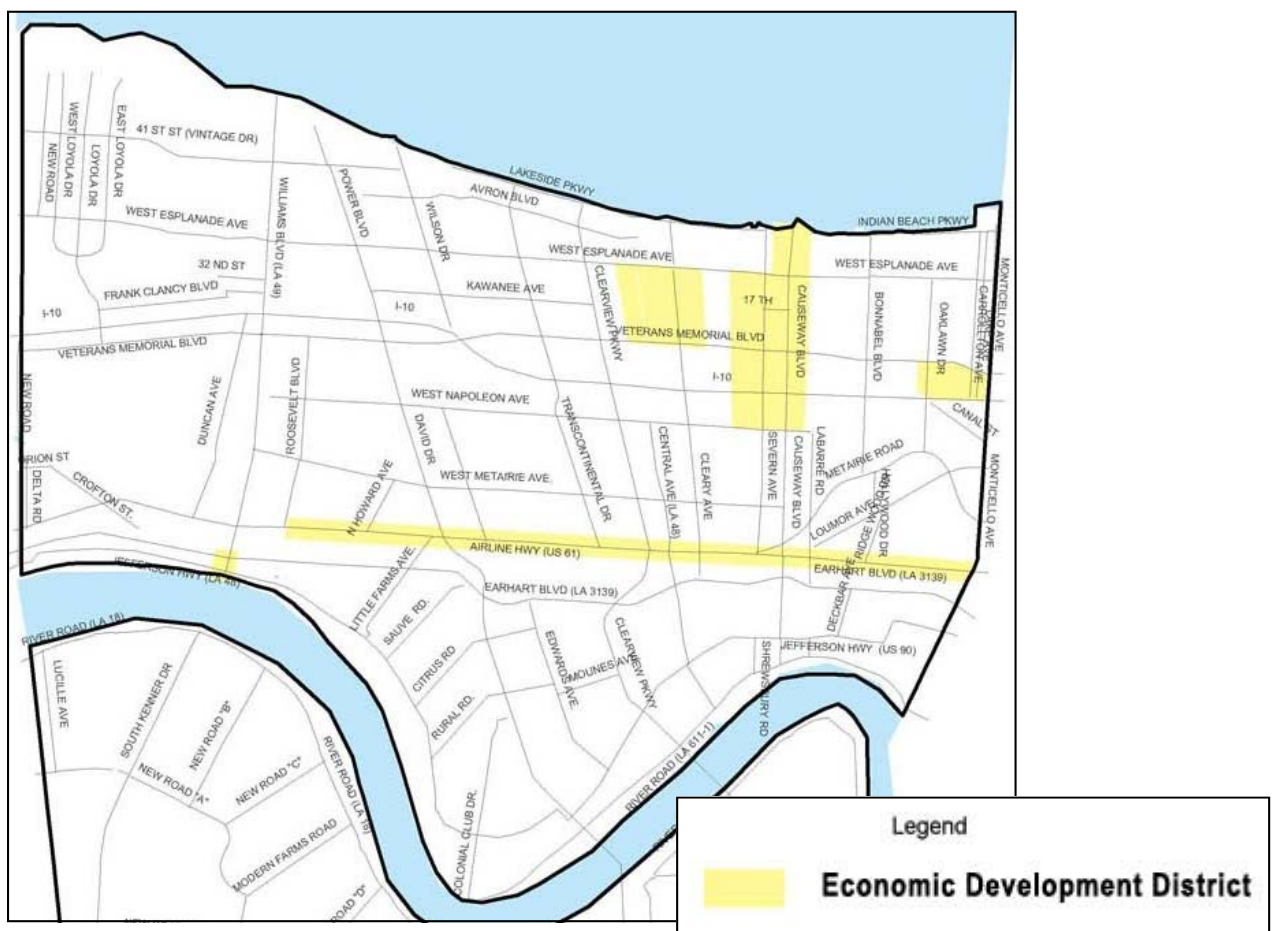 LAKESIDE PKWY
41 ST ST (VINTAGE DR)
NEW ROAD
WEST LOYOLA DR
LOYOLA DR
EAST LOYOLA DR
WILLIAMS BLVD (LA 49)
POWER BLVD
WILSON DR
AVRON BLVD
INDIAN BEACH PKWY
WEST ESPLANADE AVE
WEST ESPLANADE AVE
WEST ESPLANADE AVE
32 ND ST
FRANK CLANCY BLVD
KAWANEE AVE
CLEARVIEW PKWY
17 TH
CAUSEWAY BLVD
BONNABEL BLVD
OAKLAWN DR
CARROLLTON AVE
MONTICELLO AVE
I-10
I-10
VETERANS MEMORIAL BLVD
VETERANS MEMORIAL BLVD
I-10
NEW ROAD
DUNCAN AVE
ROOSEVELT BLVD
WEST NAPOLEON AVE
DAVID DR
TRANSCONTINENTAL DR
CENTRAL AVE (LA 48)
CLEARY AVE
SEVERN AVE
CAUSEWAY BLVD
LABARRE RD
METAIRIE ROAD
CANAL ST
MONTICELLO AVE
ORION ST
DELTA RD
CROFTON ST.
N HOWARD AVE
WEST METAIRIE AVE.
LOUMOR AVE
RIDGEWOOD DR
HOLLYWOOD DR
AIRLINE HWY (US 61)
JEFFERSON HWY (LA 48)
LITTLE FARMS AVE.
EARHART BLVD (LA 3139)
EARHART BLVD (LA 3139)
DECKBAR AVE
RIVER ROAD (LA 18)
SAUVE RD.
CITRUS RD
RURAL RD.
EDWARDS AVE.
MOUNES AVE
CLEARVIEW PKWY
SHREWSBURY RD
JEFFERSON HWY (US 90)
LUCILLE AVE
SOUTH KENNER DR
NEW ROAD "B"
NEW ROAD "A"
NEW ROAD "C"
RIVER ROAD (LA 18)
MODERN FARMS ROAD
ROAD "D"
COLONIAL CLUB DR.
RIVER ROAD (LA 611-1)
Legend
Economic Development District